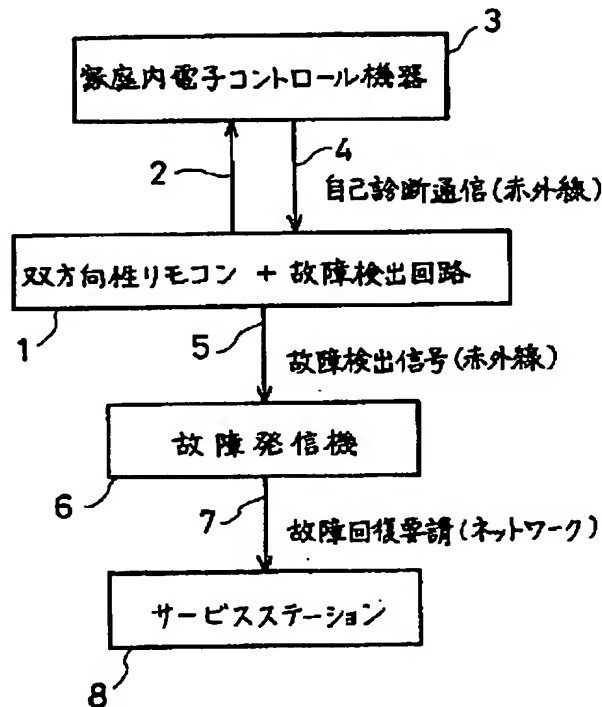 3
家庭内電子コントロール機器
2
4
自己診断通信(赤外線)
双方向性リモコン + 故障検出回路
1
5
故障検出信号(赤外線)
故障発信機
6
7
故障回復要請(ネットワーク)
サービスステーション
8